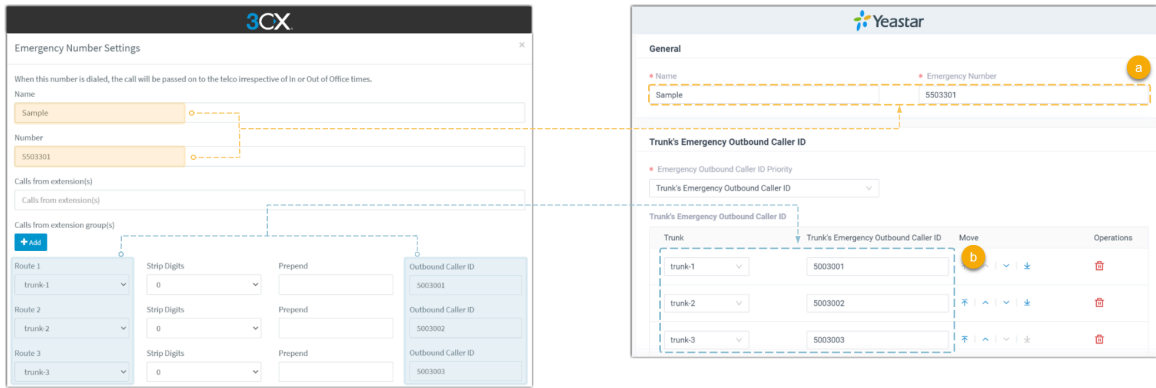 3CX
Emergency Number Settings
×
When this number is dialed, the call will be passed on to the telco irrespective of In or Out of Office times.
Name
Sample
Number
5503301
Calls from extension(s)
Calls from extension(s)
Calls from extension group(s)
+ Add
Route 1 Strip Digits Prepend Outbound Caller ID
trunk-1 0 5003001
Route 2 Strip Digits Prepend Outbound Caller ID
trunk-2 0 5003002
Route 3 Strip Digits Prepend Outbound Caller ID
trunk-3 0 5003003
Yeastar
General
a
* Name * Emergency Number
Sample 5503301
Trunk's Emergency Outbound Caller ID
* Emergency Outbound Caller ID Priority
Trunk's Emergency Outbound Caller ID
Trunk's Emergency Outbound Caller ID
Trunk Trunk's Emergency Outbound Caller ID Move Operations
b
trunk-1 5003001
trunk-2 5003002
trunk-3 5003003